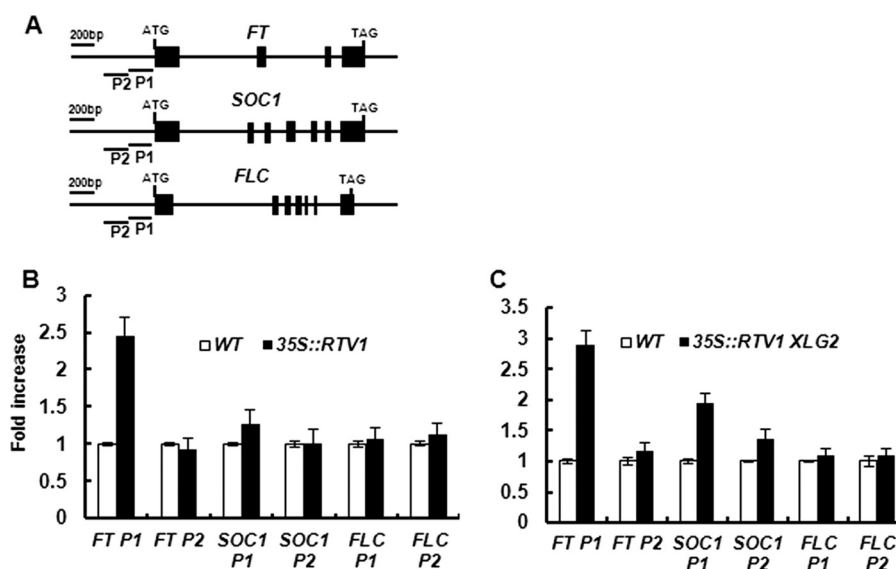 A
200bp
ATG
FT
TAG
P2 P1
200bp
ATG
SOC1
TAG
P2 P1
200bp
ATG
FLC
TAG
P2 P1
B
Fold increase
3
2.5
2
1.5
1
0.5
0
WT 35S::RTV1
FT P1
FT P2
SOC1
P1
SOC1
P2
FLC
P1
FLC
P2
C
3.5
3
2.5
2
1.5
1
0.5
0
WT 35S::RTV1 XLG2
FT P1
FT P2
SOC1
P1
SOC1
P2
FLC
P1
FLC
P2